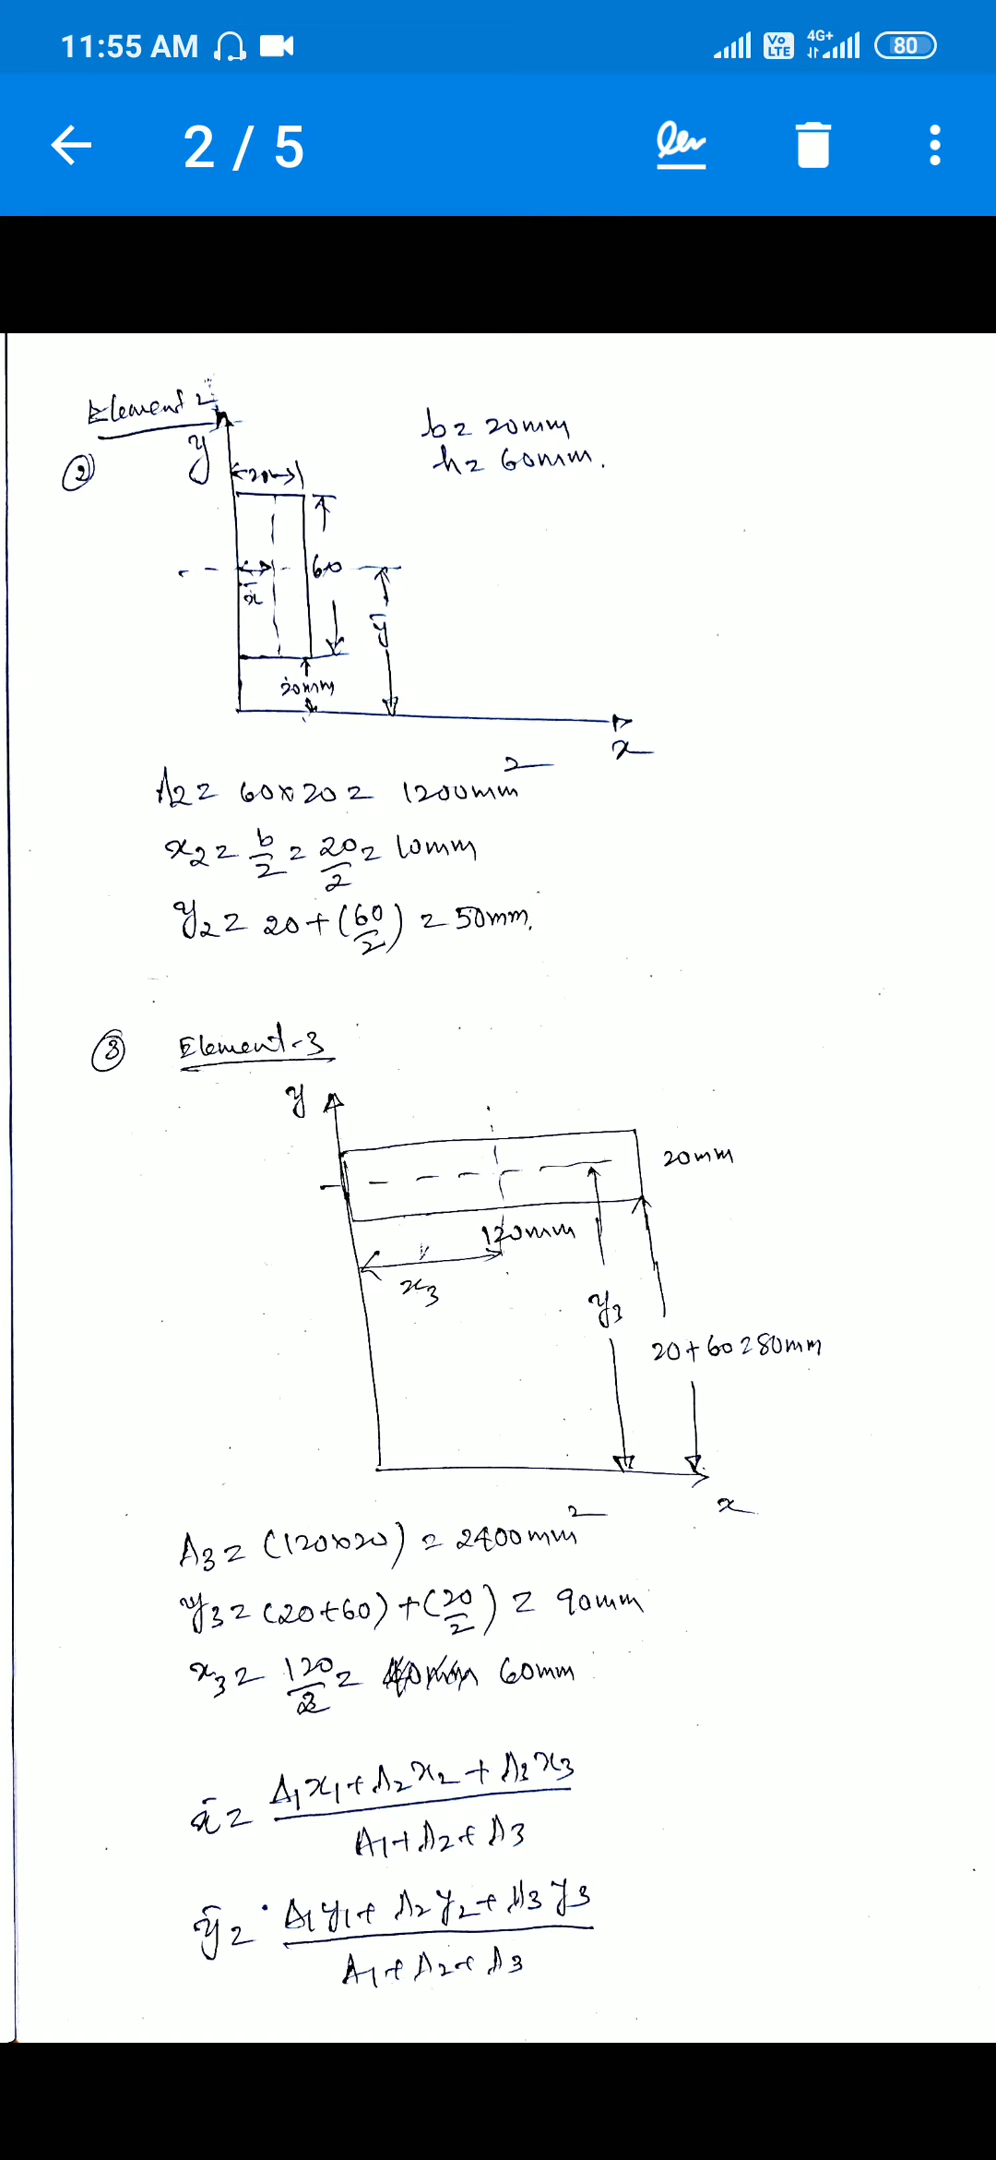 11:55 AM Vo LTE 4G+ 80
2 / 5
Element 2
② y
b = 20mm
h = 60mm.
20
60
x̄
ȳ
20mm
x
A2 = 60×20 = 1200mm²
x2 = b/2 = 20/2 = 10mm
y2 = 20+(60/2) = 50mm.
③ Element-3
y
20mm
120mm
x3
y3
20+60=80mm
x
A3 = (120×20) = 2400mm²
y3 = (20+60)+(20/2) = 90mm
x3 = 120/2 = 60mm
x̄ = A1x1+A2x2+A3x3 / A1+A2+A3
ȳ = A1y1+A2y2+A3y3 / A1+A2+A3